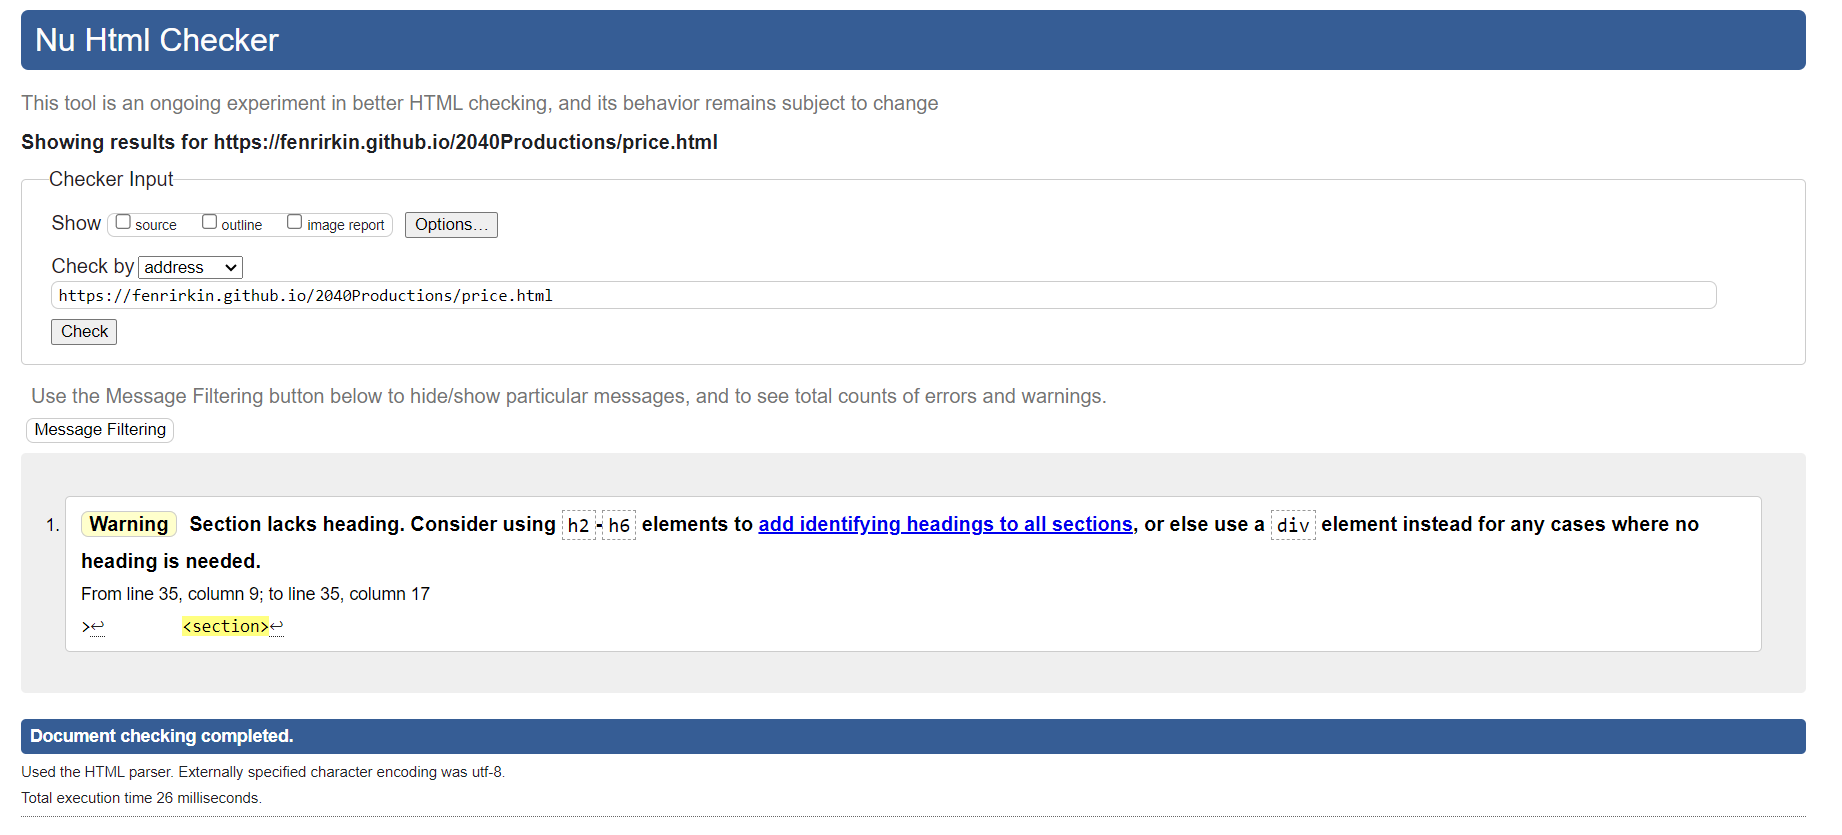 Nu Html Checker
This tool is an ongoing experiment in better HTML checking, and its behavior remains subject to change
Showing results for https://fenrirkin.github.io/2040Productions/price.html
Checker Input
Show source outline image report Options…
Check by address
https://fenrirkin.github.io/2040Productions/price.html
Check
Use the Message Filtering button below to hide/show particular messages, and to see total counts of errors and warnings.
Message Filtering
1. Warning Section lacks heading. Consider using h2-h6 elements to add identifying headings to all sections, or else use a div element instead for any cases where no
heading is needed.
From line 35, column 9; to line 35, column 17
>↩ <section>↩
Document checking completed.
Used the HTML parser. Externally specified character encoding was utf-8.
Total execution time 26 milliseconds.